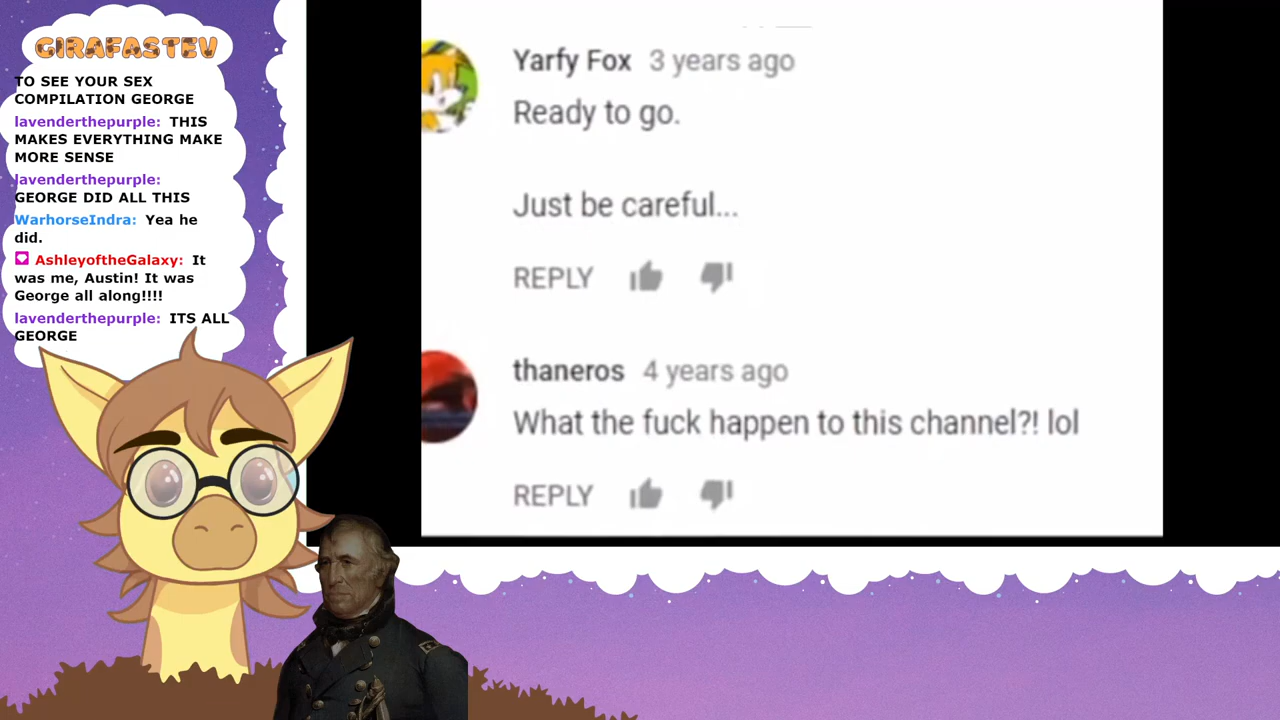 GIRAFASTEV
TO SEE YOUR SEX
COMPILATION GEORGE
lavenderthepurple: THIS
MAKES EVERYTHING MAKE
MORE SENSE
lavenderthepurple:
GEORGE DID ALL THIS
WarhorseIndra: Yea he
did.
AshleyoftheGalaxy: It
was me, Austin! It was
George all along!!!!
lavenderthepurple: ITS ALL
GEORGE
Yarfy Fox 3 years ago
Ready to go.
Just be careful...
REPLY
thaneros 4 years ago
What the fuck happen to this channel?! lol
REPLY